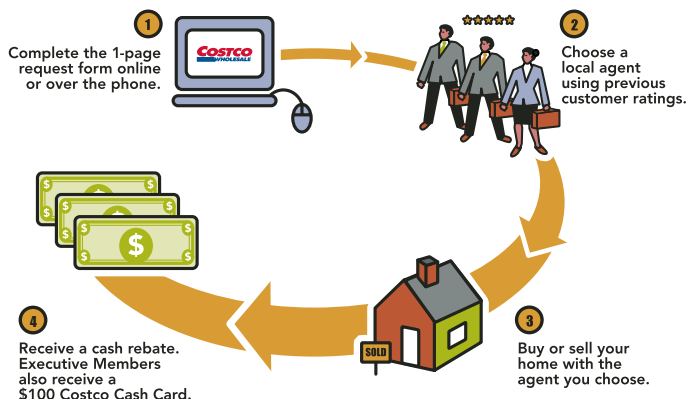 1
Complete the 1-page
request form online
or over the phone.
COSTCO
WHOLESALE
2
Choose a
local agent
using previous
customer ratings.
$ $ $
$ $
$ $
$
$ $
3
Buy or sell your
home with the
agent you choose.
SOLD
4
Receive a cash rebate.
Executive Members
also receive a
$100 Costco Cash Card.